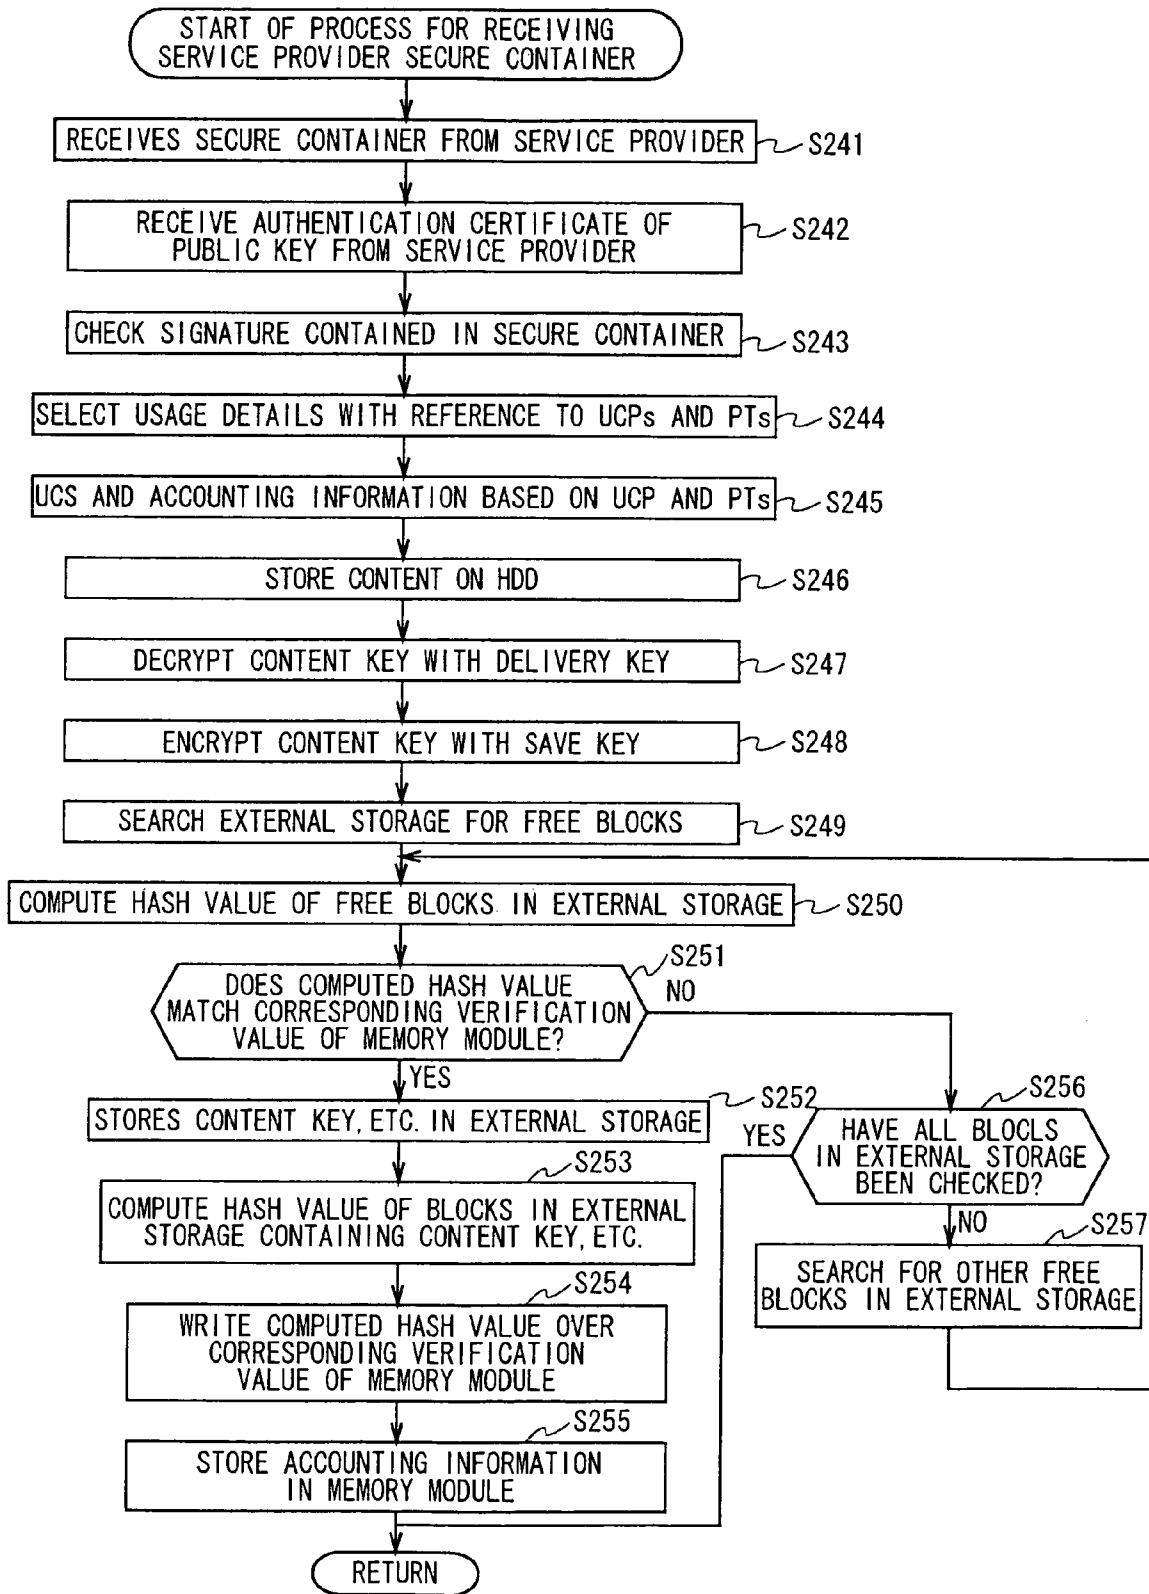 START OF PROCESS FOR RECEIVING
SERVICE PROVIDER SECURE CONTAINER
RECEIVES SECURE CONTAINER FROM SERVICE PROVIDER
S241
RECEIVE AUTHENTICATION CERTIFICATE OF
PUBLIC KEY FROM SERVICE PROVIDER
S242
CHECK SIGNATURE CONTAINED IN SECURE CONTAINER
S243
SELECT USAGE DETAILS WITH REFERENCE TO UCPs AND PTs
S244
UCS AND ACCOUNTING INFORMATION BASED ON UCP AND PTs
S245
STORE CONTENT ON HDD
S246
DECRYPT CONTENT KEY WITH DELIVERY KEY
S247
ENCRYPT CONTENT KEY WITH SAVE KEY
S248
SEARCH EXTERNAL STORAGE FOR FREE BLOCKS
S249
COMPUTE HASH VALUE OF FREE BLOCKS IN EXTERNAL STORAGE
S250
S251
DOES COMPUTED HASH VALUE
MATCH CORRESPONDING VERIFICATION
VALUE OF MEMORY MODULE?
NO
YES
S252
STORES CONTENT KEY, ETC. IN EXTERNAL STORAGE
S253
COMPUTE HASH VALUE OF BLOCKS IN EXTERNAL
STORAGE CONTAINING CONTENT KEY, ETC.
S254
WRITE COMPUTED HASH VALUE OVER
CORRESPONDING VERIFICATION
VALUE OF MEMORY MODULE
S255
STORE ACCOUNTING INFORMATION
IN MEMORY MODULE
S256
YES
HAVE ALL BLOCLS
IN EXTERNAL STORAGE
BEEN CHECKED?
NO
S257
SEARCH FOR OTHER FREE
BLOCKS IN EXTERNAL STORAGE
RETURN